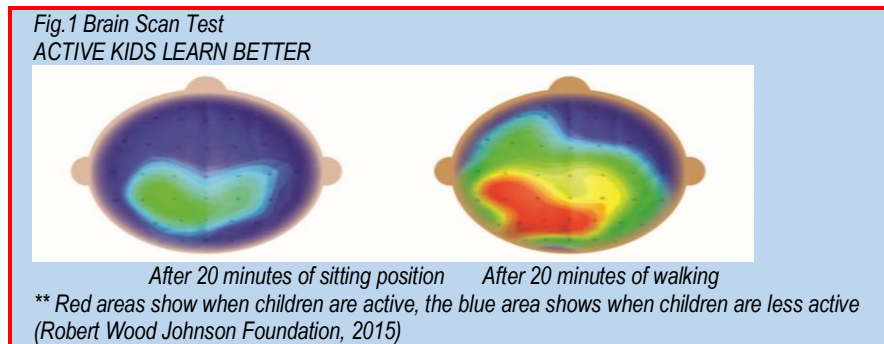 Fig.1 Brain Scan Test
ACTIVE KIDS LEARN BETTER
After 20 minutes of sitting position After 20 minutes of walking
** Red areas show when children are active, the blue area shows when children are less active
(Robert Wood Johnson Foundation, 2015)